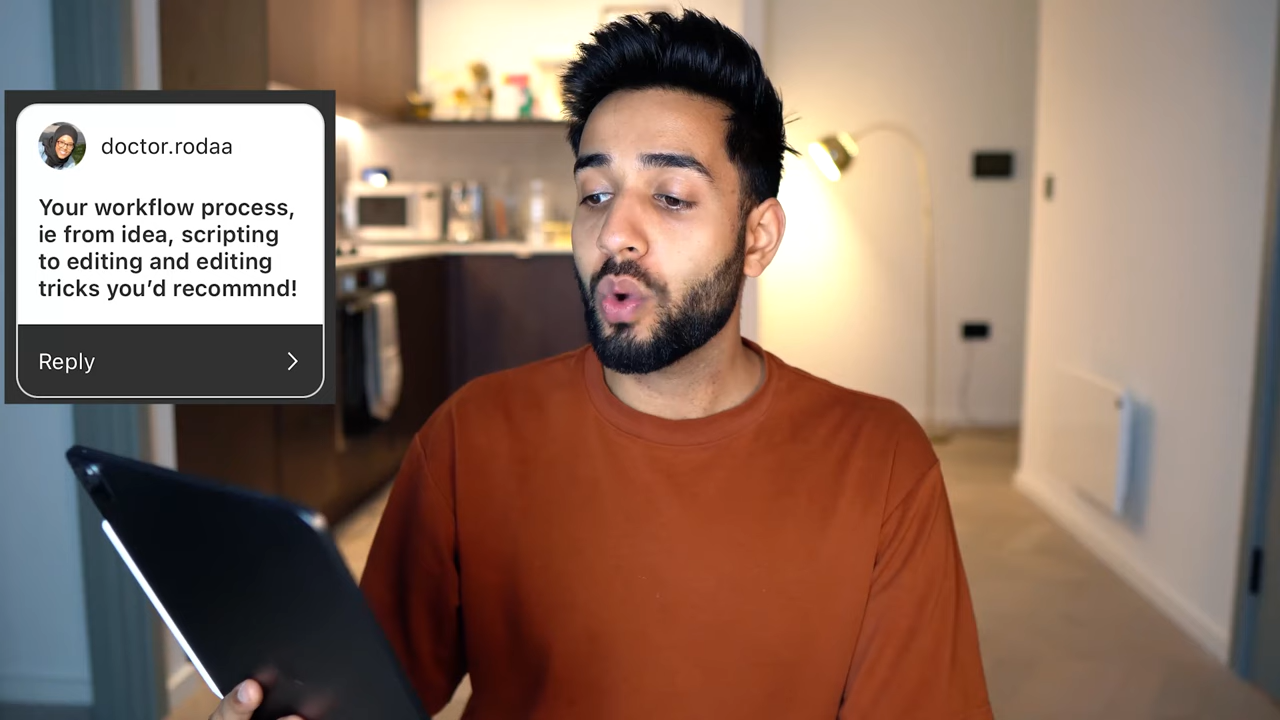 doctor.rodaa
Your workflow process,
ie from idea, scripting
to editing and editing
tricks you’d recommnd!
Reply